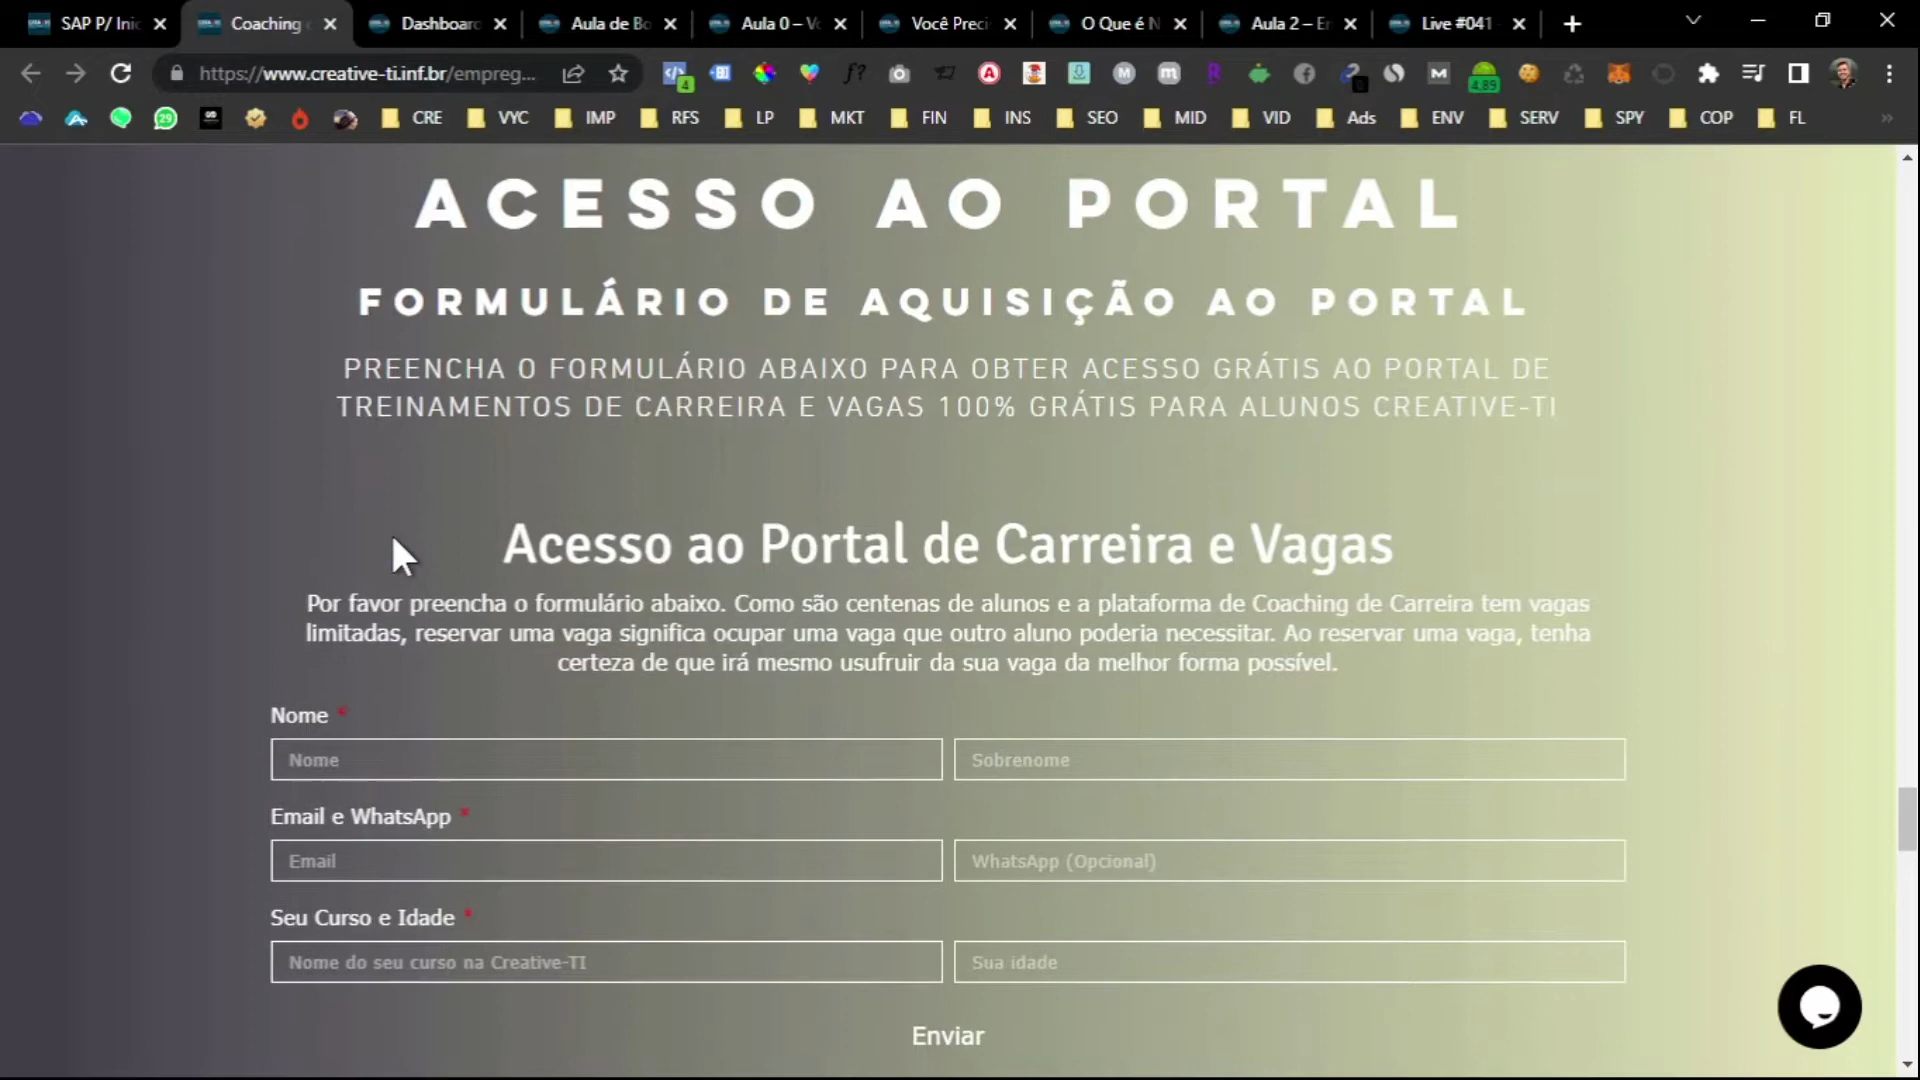 SAP P/ Inic
Coaching
Dashboard
Aula de Bo
Aula 0 – Vo
Você Preci
O Que é N
Aula 2 – E
Live #041
https://www.creative-ti.inf.br/empreg...
4
0
4.89
29
CRE
VYC
IMP
RFS
LP
MKT
FIN
INS
SEO
MID
VID
Ads
ENV
SERV
SPY
COP
FL
ACESSO AO PORTAL
FORMULÁRIO DE AQUISIÇÃO AO PORTAL
PREENCHA O FORMULÁRIO ABAIXO PARA OBTER ACESSO GRÁTIS AO PORTAL DE
TREINAMENTOS DE CARREIRA E VAGAS 100% GRÁTIS PARA ALUNOS CREATIVE-TI
Acesso ao Portal de Carreira e Vagas
Por favor preencha o formulário abaixo. Como são centenas de alunos e a plataforma de Coaching de Carreira tem vagas
limitadas, reservar uma vaga significa ocupar uma vaga que outro aluno poderia necessitar. Ao reservar uma vaga, tenha
certeza de que irá mesmo usufruir da sua vaga da melhor forma possível.
Nome *
Nome
Sobrenome
Email e WhatsApp *
Email
WhatsApp (Opcional)
Seu Curso e Idade *
Nome do seu curso na Creative-TI
Sua idade
Enviar